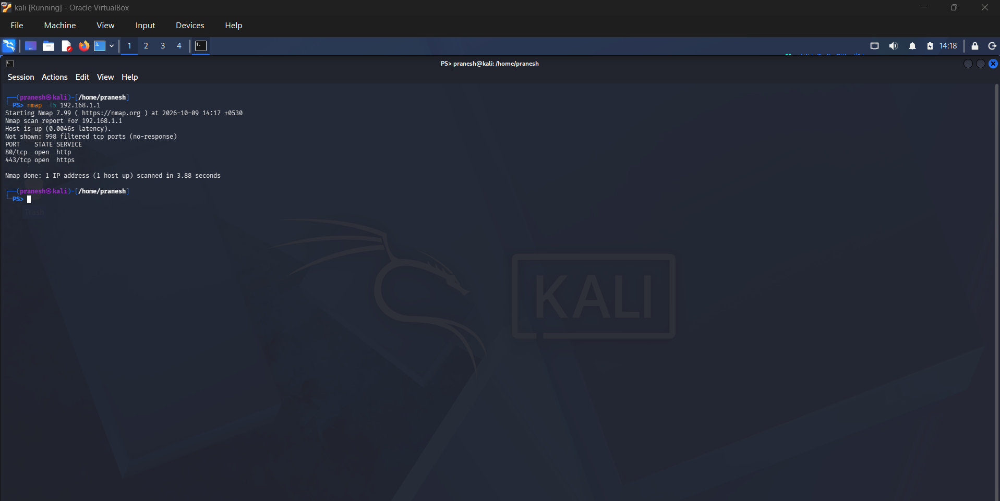 kali [Running] - Oracle VirtualBox
File Machine View Input Devices Help
1 2 3 4 14:18
PS> pranesh@kali: /home/pranesh
Session Actions Edit View Help
┌──(pranesh㉿kali)-[/home/pranesh]
└─PS> nmap -T5 192.168.1.1
Starting Nmap 7.99 ( https://nmap.org ) at 2026-10-09 14:17 +0530
Nmap scan report for 192.168.1.1
Host is up (0.0046s latency).
Not shown: 998 filtered tcp ports (no-response)
PORT    STATE SERVICE
80/tcp  open  http
443/tcp open  https
Nmap done: 1 IP address (1 host up) scanned in 3.88 seconds
┌──(pranesh㉿kali)-[/home/pranesh]
└─PS>
Trash
KALI